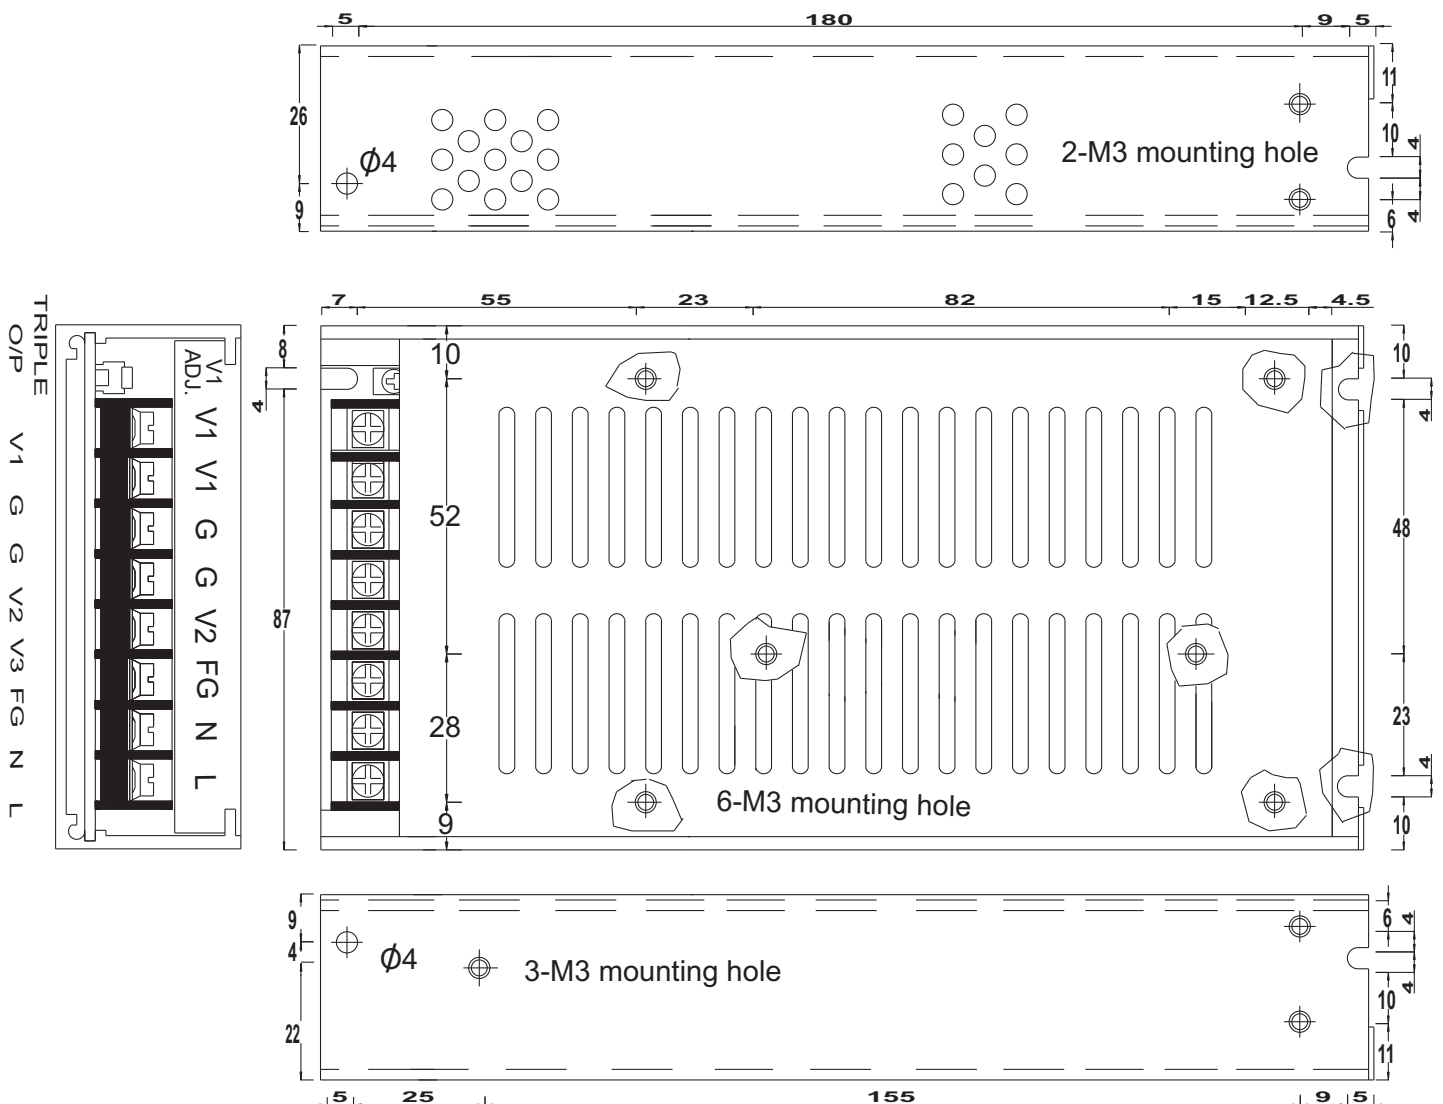 5 180 9 5
26
9
Φ4
2-M3 mounting hole
11
10
4
6
4
TRIPLE
O/P
V1
G
G
V2
V3
FG
N
L
V1
ADJ.
V1
V1
G
G
V2
FG
N
L
7 55 23 82 15 12.5 4.5
8
4
87
10
52
28
9
6-M3 mounting hole
10
4
48
23
4
10
9
4
22
Φ4
3-M3 mounting hole
6
4
4
10
11
5 25 155 9 5